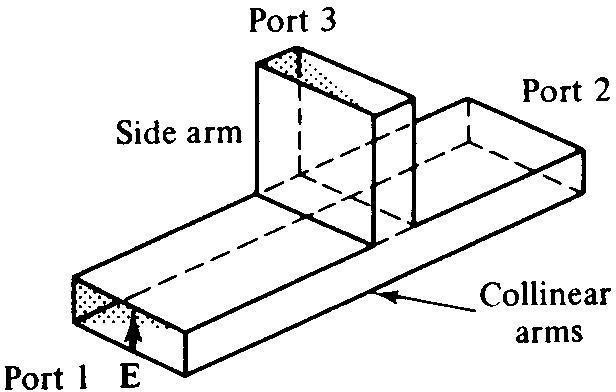 Port 3
Port 2
Side arm
Collinear
arms
Port 1 E